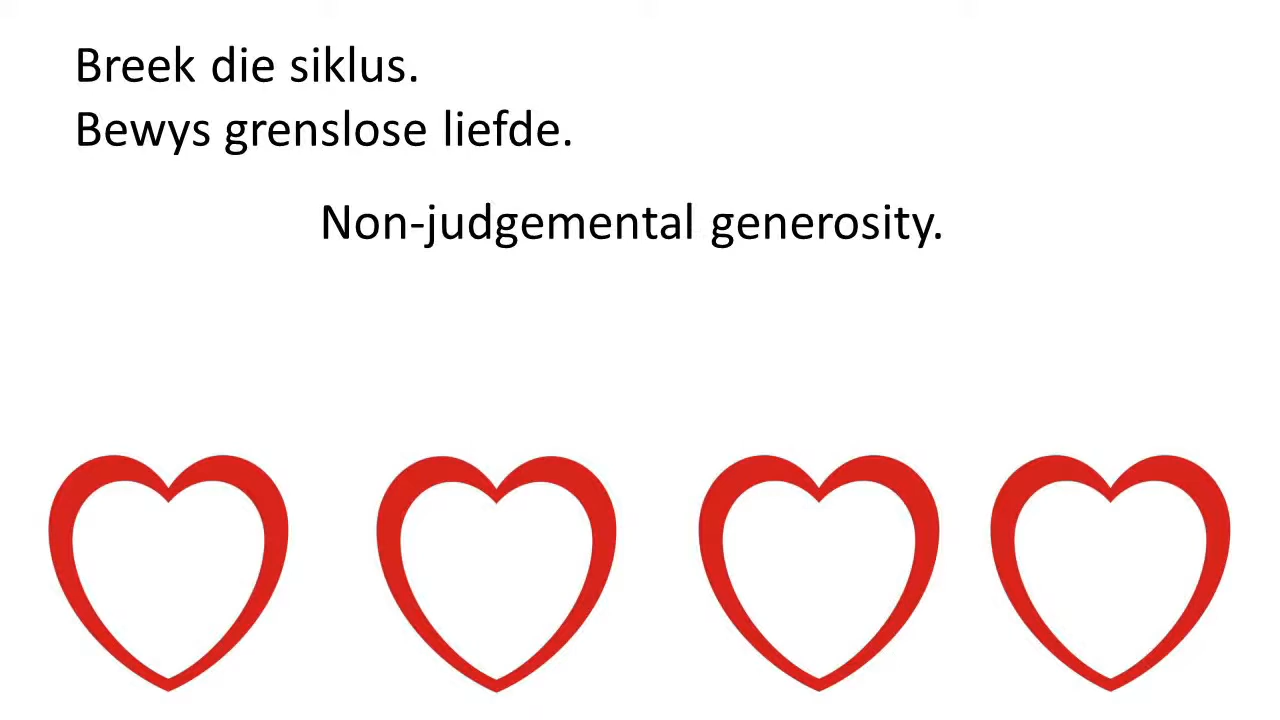 Breek die siklus.
Bewys grenslose liefde.
Non-judgemental generosity.